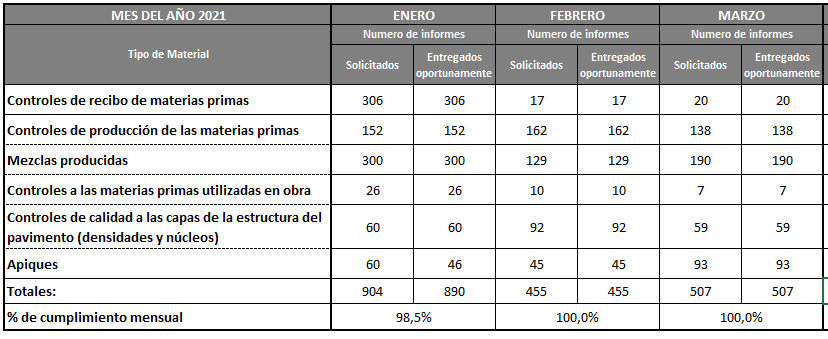 MES DEL AÑO 2021 ENERO FEBRERO MARZO
Tipo de Material Numero de informes Numero de informes Numero de informes
Solicitados Entregados oportunamente Solicitados Entregados oportunamente Solicitados Entregados oportunamente
Controles de recibo de materias primas 306 306 17 17 20 20
Controles de producción de las materias primas 152 152 162 162 138 138
Mezclas producidas 300 300 129 129 190 190
Controles a las materias primas utilizadas en obra 26 26 10 10 7 7
Controles de calidad a las capas de la estructura del
pavimento (densidades y núcleos) 60 60 92 92 59 59
Apiques 60 46 45 45 93 93
Totales: 904 890 455 455 507 507
% de cumplimiento mensual 98,5% 100,0% 100,0%